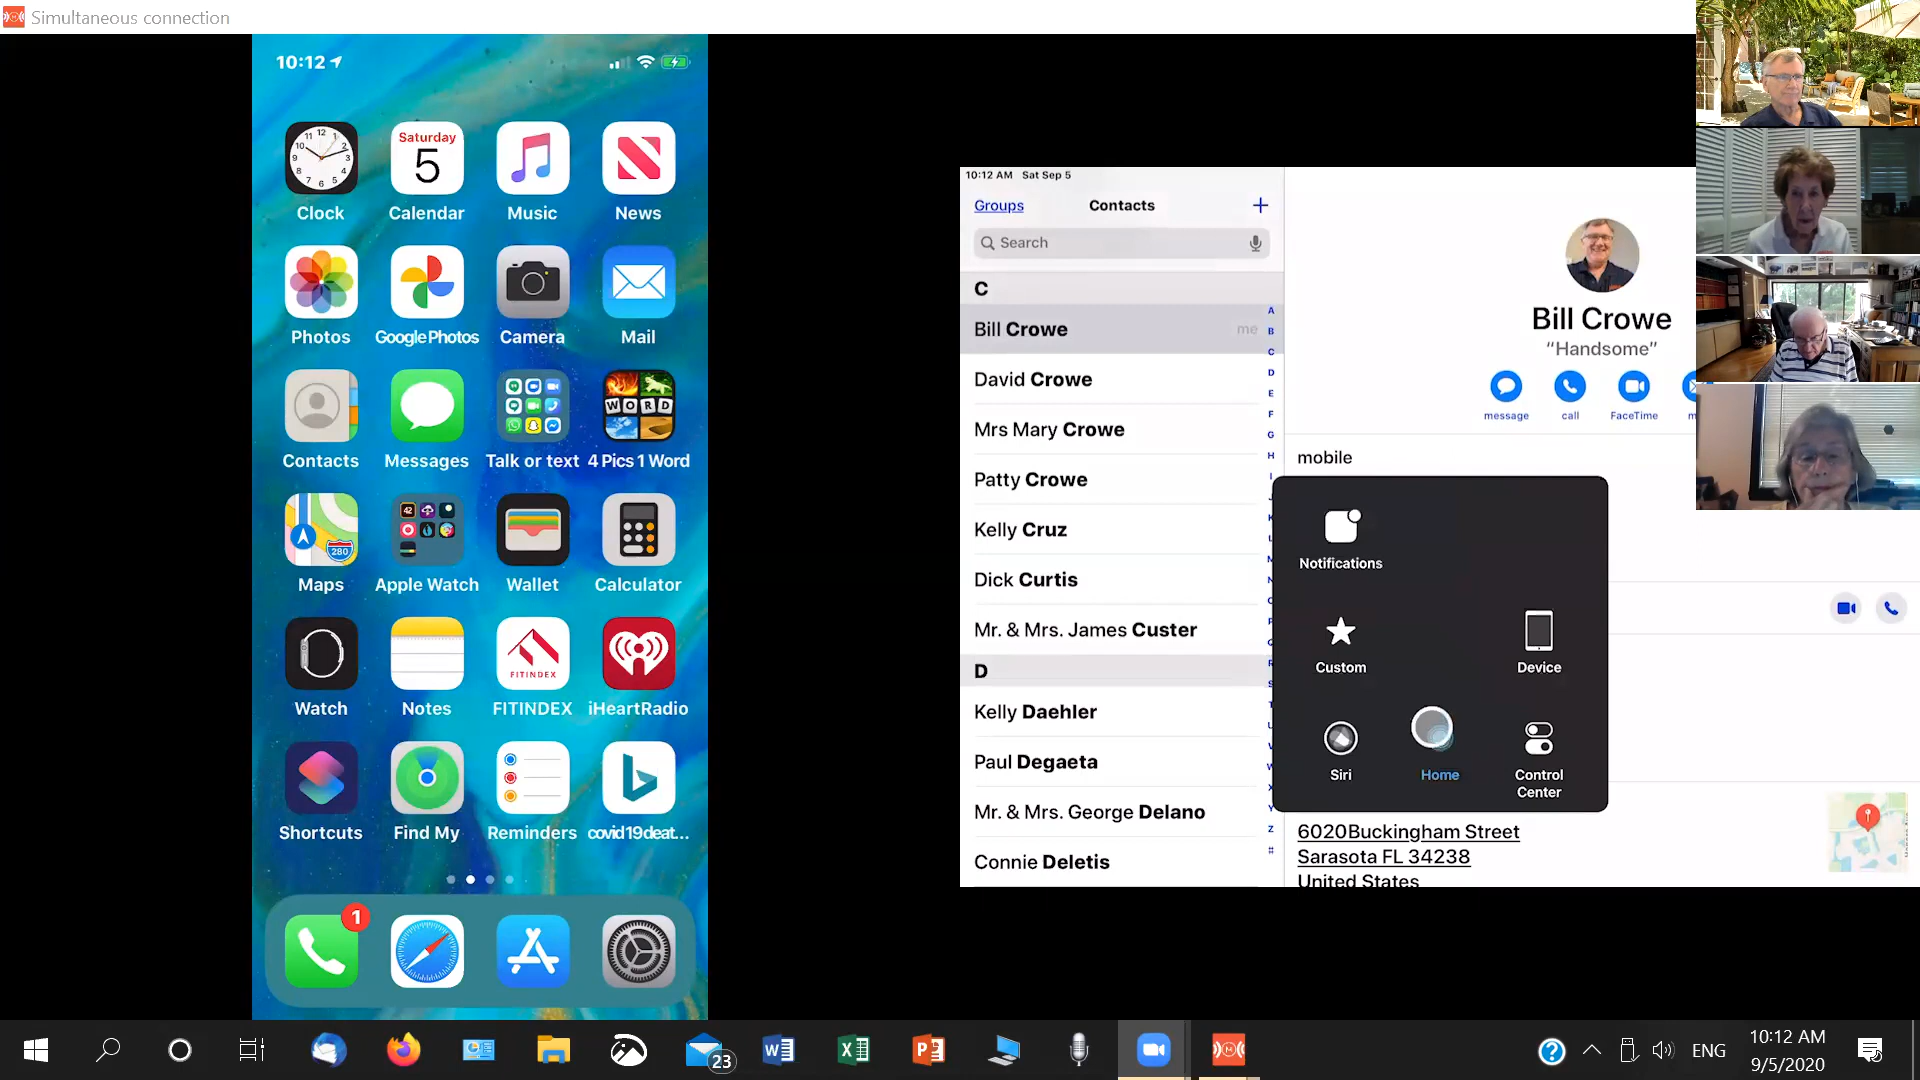 Simultaneous connection
10:12
Saturday
5
Clock
Calendar
Music
News
Photos
Google Photos
Camera
Mail
WORD
Contacts
Messages
Talk or text
4 Pics 1 Word
280
42
Maps
Apple Watch
Wallet
Calculator
FITINDEX
Watch
Notes
FITINDEX
iHeartRadio
Shortcuts
Find My
Reminders
covid19deat...
1
10:12 AM Sat Sep 5
Groups
Contacts
+
Search
C
Bill Crowe
me
David Crowe
Mrs Mary Crowe
Patty Crowe
Kelly Cruz
Dick Curtis
Mr. & Mrs. James Custer
D
Kelly Daehler
Paul Degaeta
Mr. & Mrs. George Delano
Connie Deletis
Bill Crowe
“Handsome”
message
call
FaceTime
mobile
Notifications
Custom
Device
Siri
Home
Control
Center
6020Buckingham Street
Sarasota FL 34238
United States
23
ENG
10:12 AM
9/5/2020